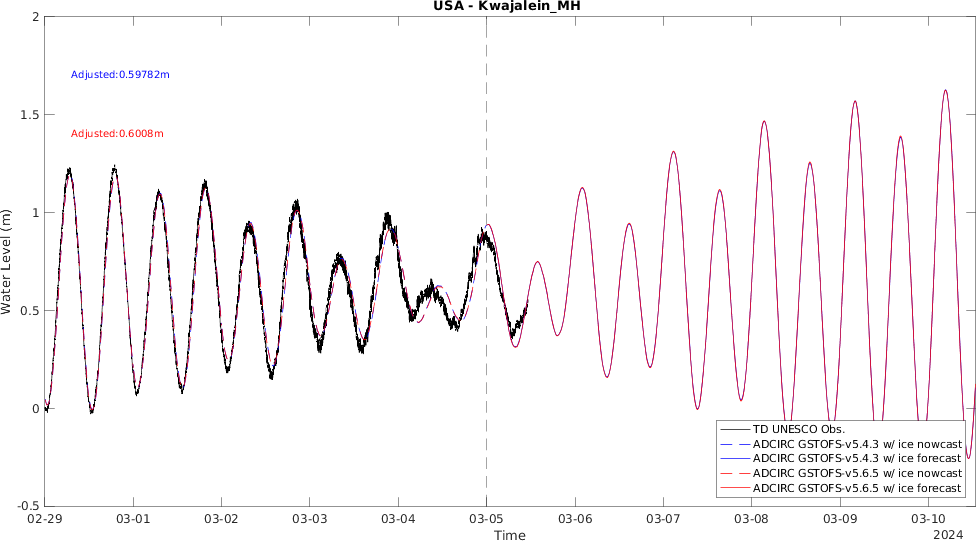 USA - Kwajalein_MH
2
Adjusted:0.59782m
1.5
Adjusted:0.6008m
1
Water Level (m)
0.5
0
TD UNESCO Obs.
ADCIRC GSTOFS-v5.4.3 w/ ice nowcast
ADCIRC GSTOFS-v5.4.3 w/ ice forecast
ADCIRC GSTOFS-v5.6.5 w/ ice nowcast
ADCIRC GSTOFS-v5.6.5 w/ ice forecast
-0.5
02-29 03-01 03-02 03-03 03-04 03-05 03-06 03-07 03-08 03-09 03-10
Time 2024